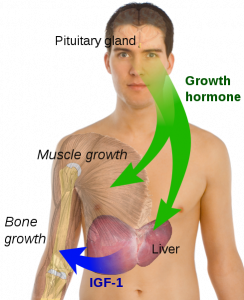 Pituitary gland
Growth
hormone
Muscle growth
Bone
growth
Liver
IGF-1